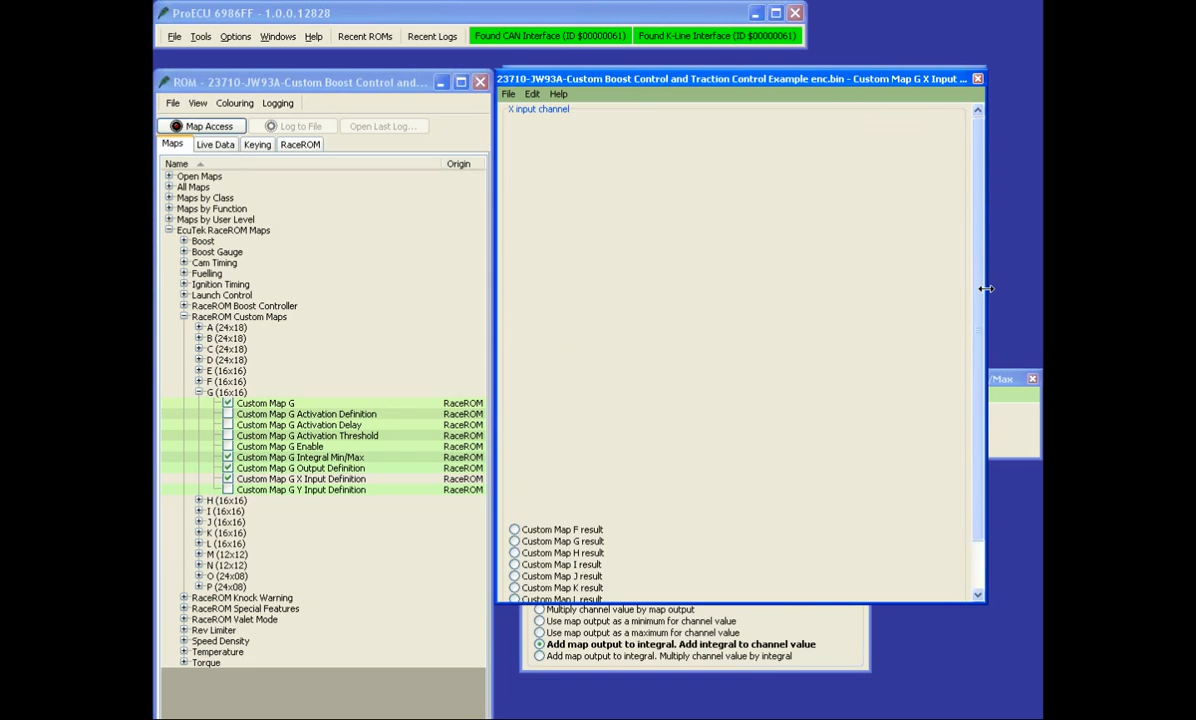 ProECU 6986FF - 1.0.0.12828
File Tools Options Windows Help Recent ROMs Recent Logs Found CAN Interface (ID $00000061) Found K-Line Interface (ID $00000061)
ROM - 23710-JW93A-Custom Boost Control and...
File View Colouring Logging
Map Access Log to File Open Last Log...
Maps Live Data Keying RaceROM
Name Origin
Open Maps
All Maps
Maps by Class
Maps by Function
Maps by User Level
EcuTek RaceROM Maps
Boost
Boost Gauge
Cam Timing
Fuelling
Ignition Timing
Launch Control
RaceROM Boost Controller
RaceROM Custom Maps
A (24x18)
B (24x18)
C (24x18)
D (24x18)
E (16x16)
F (16x16)
G (16x16)
Custom Map G RaceROM
Custom Map G Activation Definition RaceROM
Custom Map G Activation Delay RaceROM
Custom Map G Activation Threshold RaceROM
Custom Map G Enable RaceROM
Custom Map G Integral Min/Max RaceROM
Custom Map G Output Definition RaceROM
Custom Map G X Input Definition RaceROM
Custom Map G Y Input Definition RaceROM
H (16x16)
I (16x16)
J (16x16)
K (16x16)
L (16x16)
M (12x12)
N (12x12)
O (24x08)
P (24x08)
RaceROM Knock Warning
RaceROM Special Features
RaceROM Valet Mode
Rev Limiter
Speed Density
Temperature
Torque
23710-JW93A-Custom Boost Control and Traction Control Example enc.bin - Custom Map G X Input ...
File Edit Help
X input channel
Custom Map F result
Custom Map G result
Custom Map H result
Custom Map I result
Custom Map J result
Custom Map K result
Custom Map L result
/Max
Multiply channel value by map output
Use map output as a minimum for channel value
Use map output as a maximum for channel value
Add map output to integral. Add integral to channel value
Add map output to integral. Multiply channel value by integral